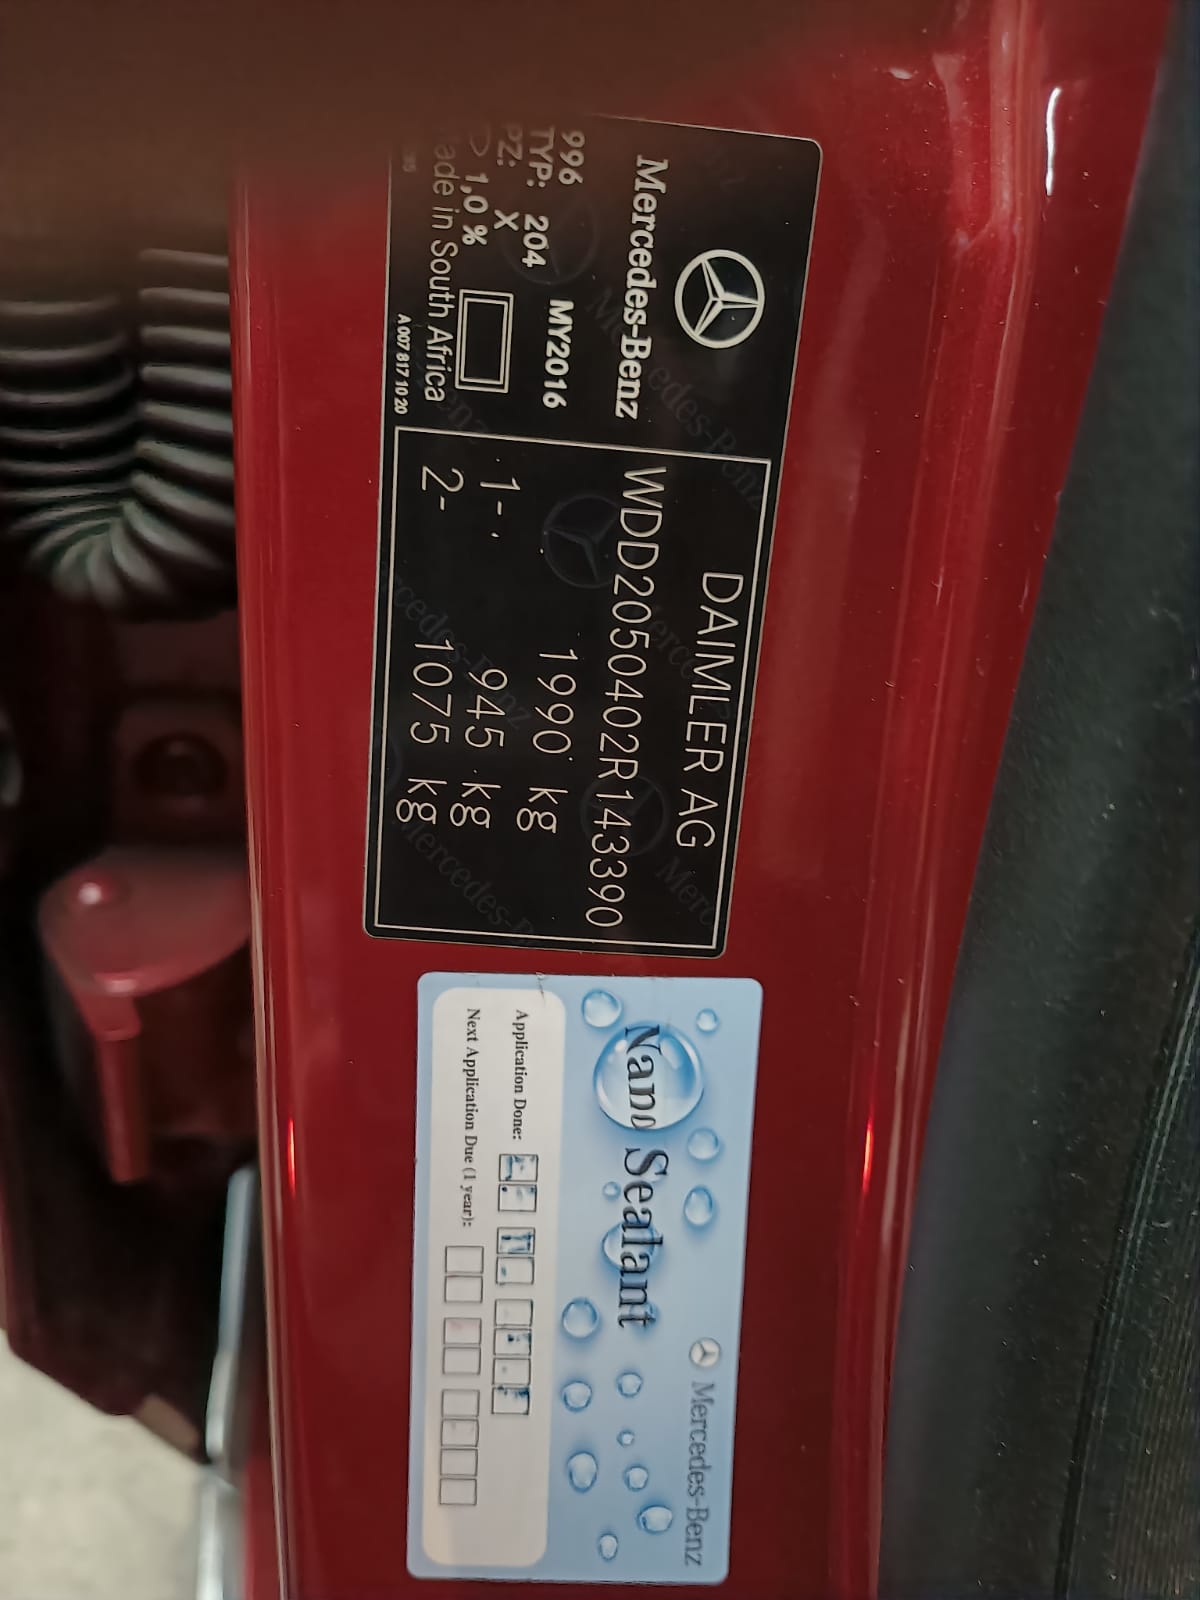 Mercedes-Benz
996 MY2016
TYP: 204
PZ: X
1,0 %
ade in South Africa
A 007 817 10 20
DAIMLER AG
WDD2050402R143390
1990 kg
1- 945 kg
2- 1075 kg
Mercedes-Benz
Nano Sealant
Application Done:
Next Application Due (1 year):